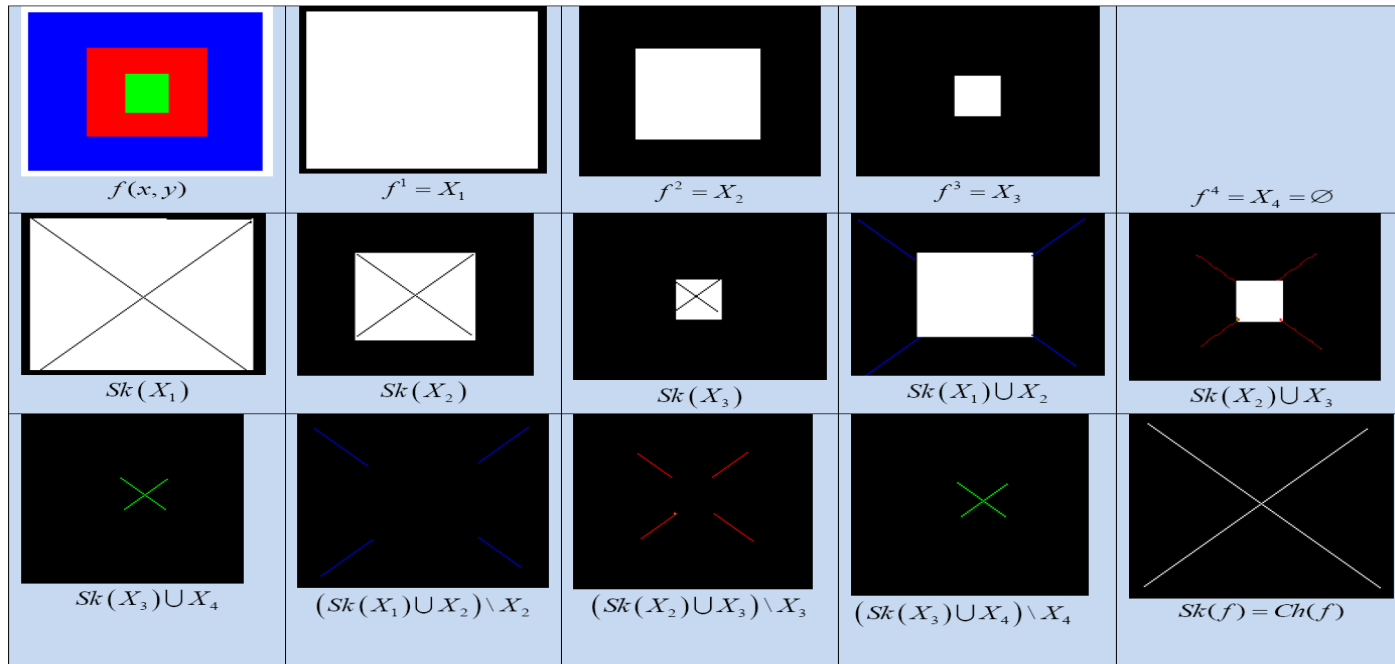 f(x, y)
f¹ = X₁
f² = X₂
f³ = X₃
f⁴ = X₄ = ∅
Sk(X₁)
Sk(X₂)
Sk(X₃)
Sk(X₁)∪X₂
Sk(X₂)∪X₃
Sk(X₃)∪X₄
(Sk(X₁)∪X₂)\X₂
(Sk(X₂)∪X₃)\X₃
(Sk(X₃)∪X₄)\X₄
Sk(f) = Ch(f)